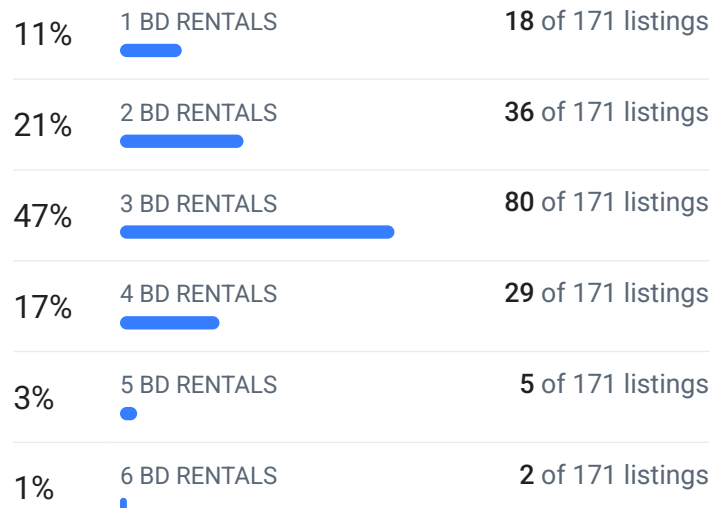 11% 1 BD RENTALS 18 of 171 listings
21% 2 BD RENTALS 36 of 171 listings
47% 3 BD RENTALS 80 of 171 listings
17% 4 BD RENTALS 29 of 171 listings
3% 5 BD RENTALS 5 of 171 listings
1% 6 BD RENTALS 2 of 171 listings